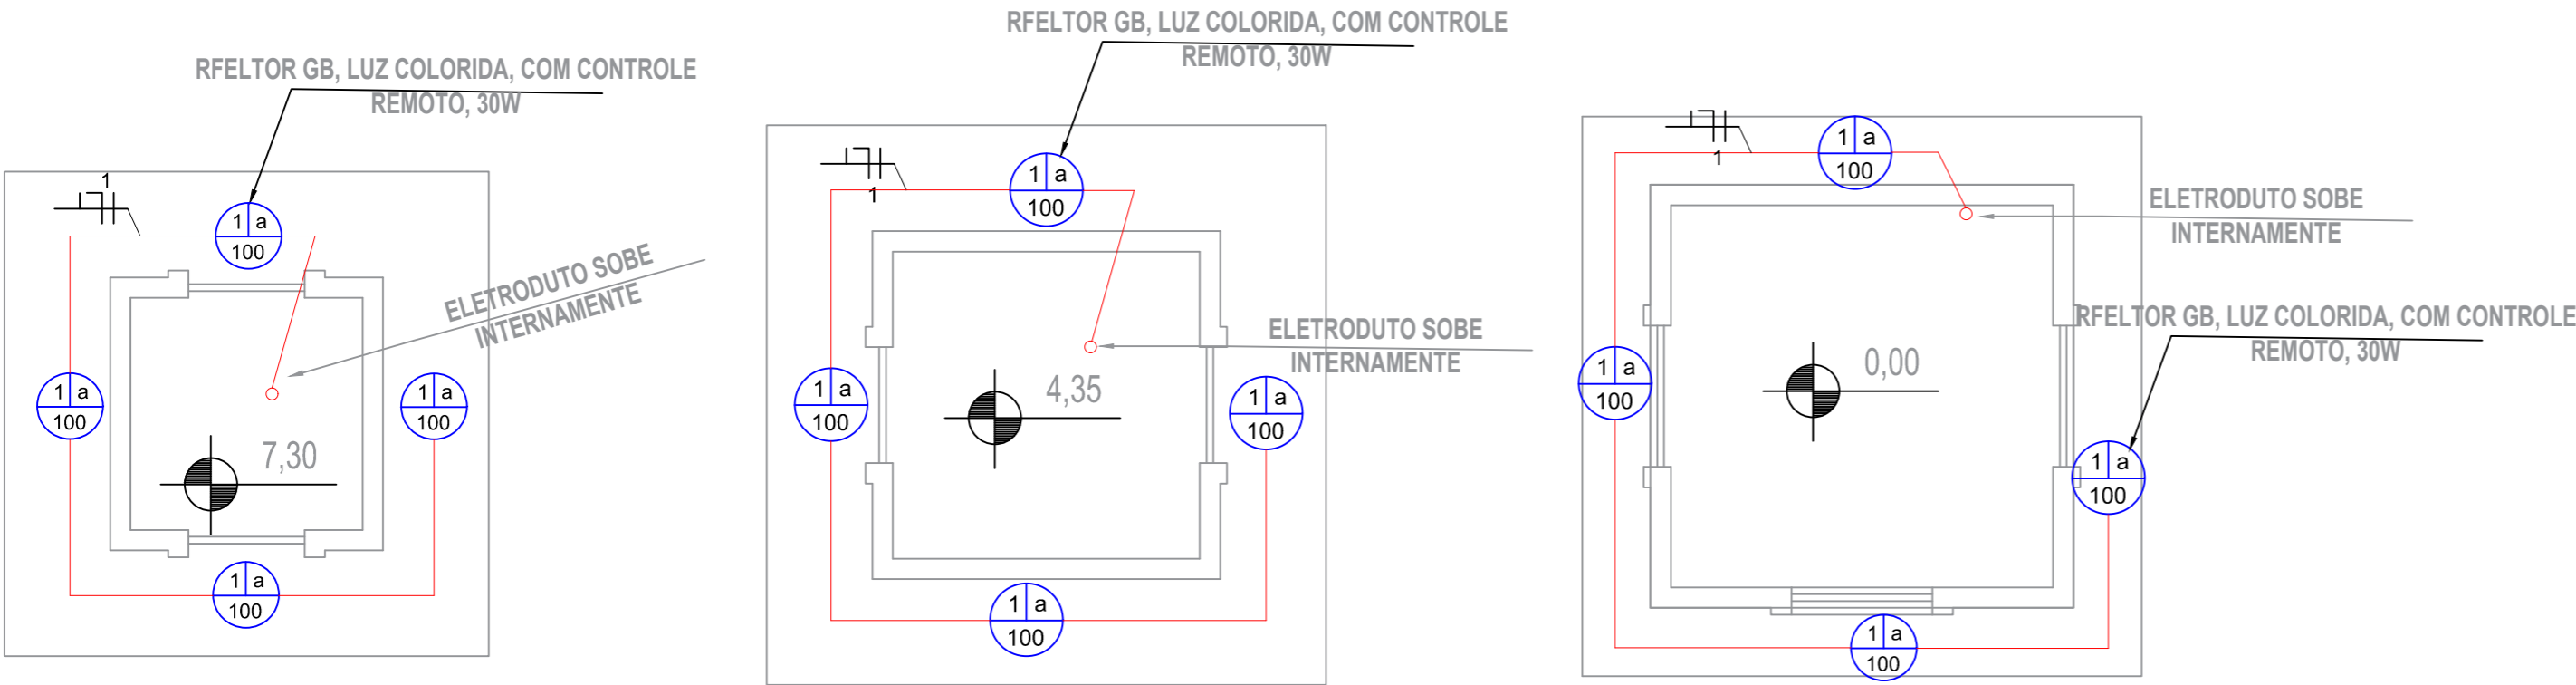 RFELTOR GB, LUZ COLORIDA, COM CONTROLE
REMOTO, 30W
1
1 a
100
ELETRODUTO SOBE
INTERNAMENTE
1 a
100
1 a
100
7,30
1 a
100
RFELTOR GB, LUZ COLORIDA, COM CONTROLE
REMOTO, 30W
1
1 a
100
ELETRODUTO SOBE
INTERNAMENTE
4,35
1 a
100
1 a
100
1 a
100
1
1 a
100
ELETRODUTO SOBE
INTERNAMENTE
RFELTOR GB, LUZ COLORIDA, COM CONTROLE
REMOTO, 30W
0,00
1 a
100
1 a
100
1 a
100